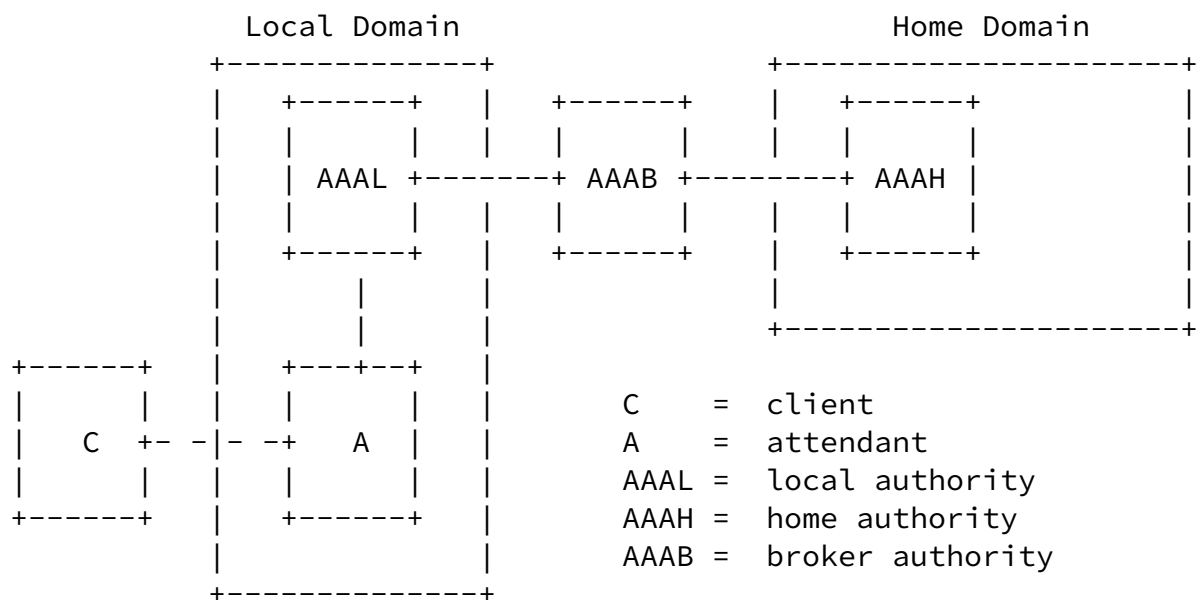 Local Domain Home Domain
AAAL AAAB AAAH
C = client
C A A = attendant
AAAL = local authority
AAAH = home authority
AAAB = broker authority